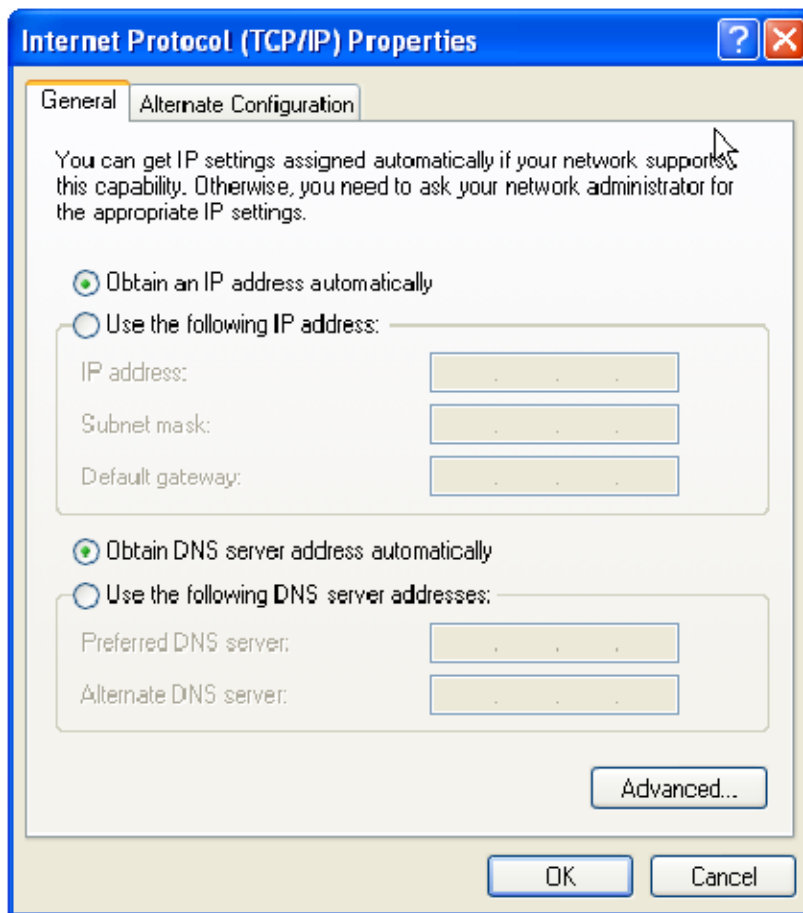 Internet Protocol (TCP/IP) Properties
General
Alternate Configuration
You can get IP settings assigned automatically if your network supports
this capability. Otherwise, you need to ask your network administrator for
the appropriate IP settings.
Obtain an IP address automatically
Use the following IP address:
IP address:
Subnet mask:
Default gateway:
Obtain DNS server address automatically
Use the following DNS server addresses:
Preferred DNS server:
Alternate DNS server:
Advanced...
OK
Cancel